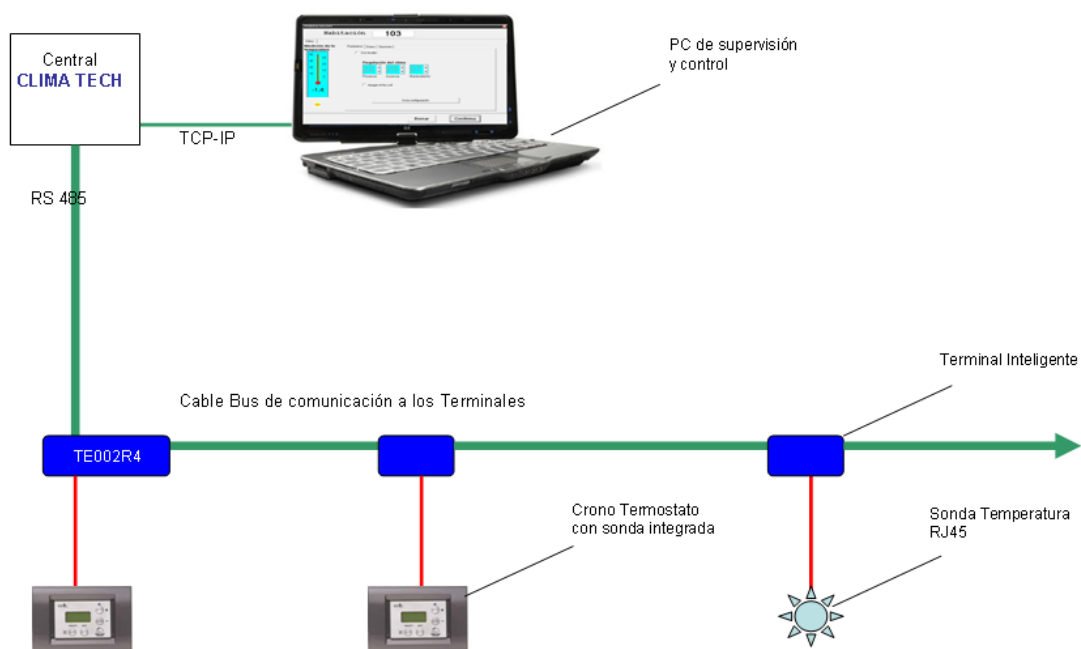 Habitación 103
Central
CLIMA TECH
TCP-IP
PC de supervisión
y control
RS 485
Terminal Inteligente
Cable Bus de comunicación a los Terminales
TE002R4
Crono Termostato
con sonda integrada
Sonda Temperatura
RJ45